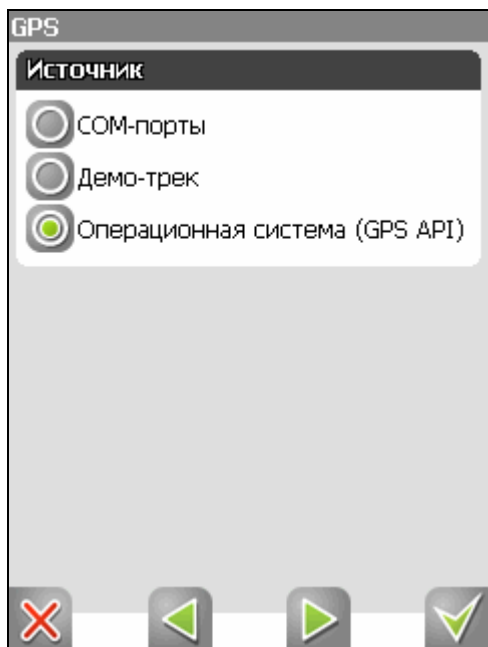 GPS
Источник
COM-порты
Демо-трек
Операционная система (GPS API)